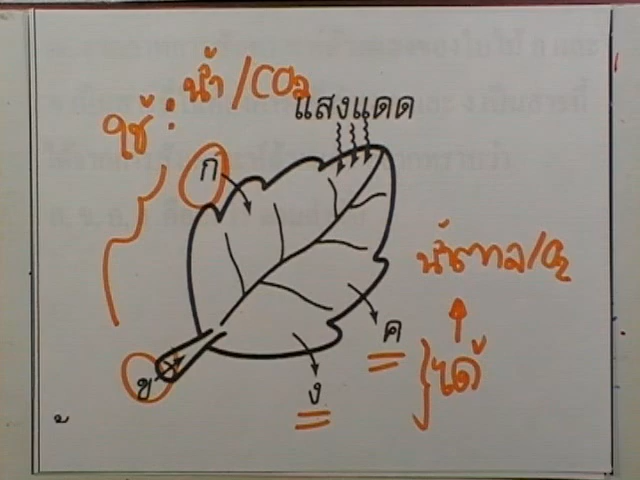 น้ำ/CO2
ใช้ :
แสงแดด
ก
น้ำตาล/O2
ค
ได้
ข
ง